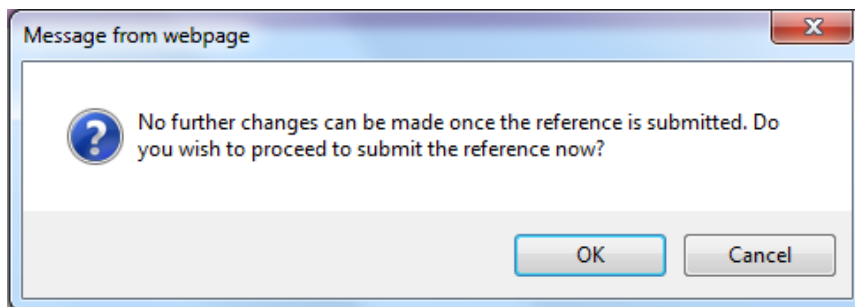 Message from webpage
No further changes can be made once the reference is submitted. Do
you wish to proceed to submit the reference now?
OK
Cancel